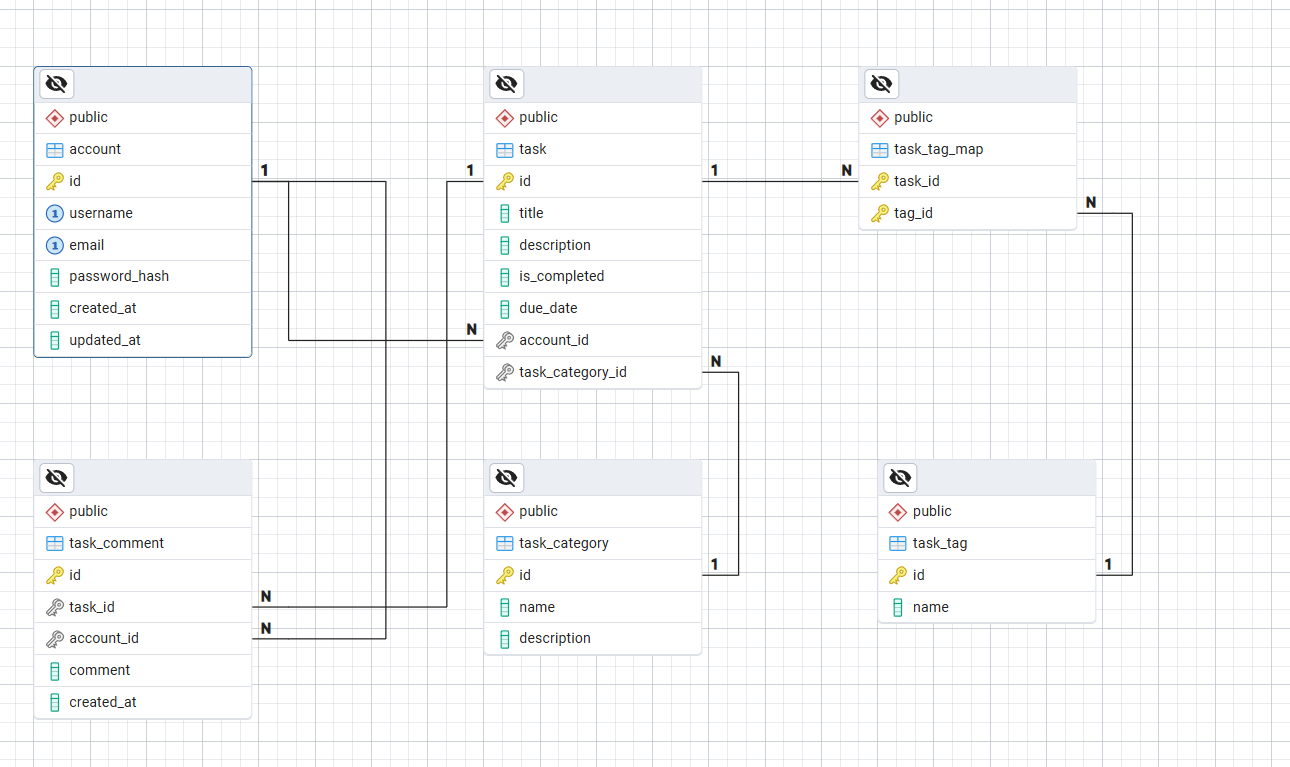 public
account
id
username
email
password_hash
created_at
updated_at
1
N
public
task
id
title
description
is_completed
due_date
account_id
task_category_id
1
1
N
N
public
task_tag_map
task_id
tag_id
N
public
task_comment
id
task_id
account_id
comment
created_at
N
N
public
task_category
id
name
description
1
public
task_tag
id
name
1